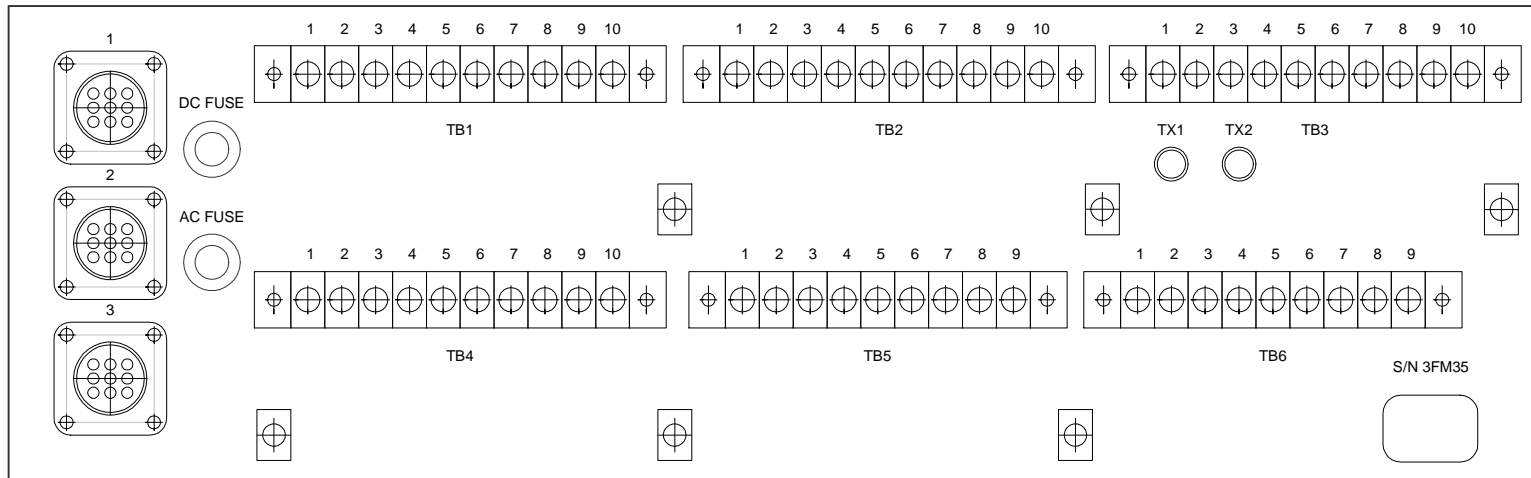 1
1 2 3 4 5 6 7 8 9 10
1 2 3 4 5 6 7 8 9 10
1 2 3 4 5 6 7 8 9 10
DC FUSE
TB1
TB2
TX1 TX2 TB3
2
AC FUSE
1 2 3 4 5 6 7 8 9 10
1 2 3 4 5 6 7 8 9
1 2 3 4 5 6 7 8 9
3
TB4
TB5
TB6
S/N 3FM35